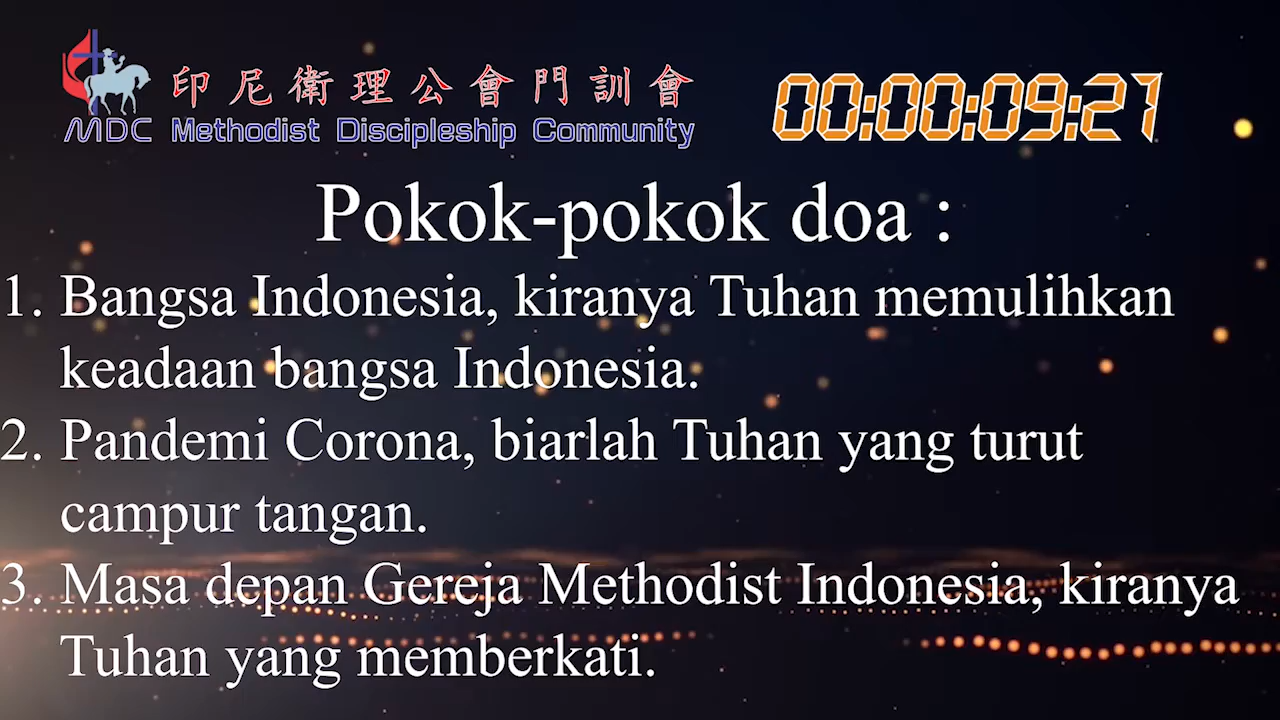 印尼衛理公會門訓會
MDC Methodist Discipleship Community
00:00:09:27
Pokok-pokok doa :
1. Bangsa Indonesia, kiranya Tuhan memulihkan
keadaan bangsa Indonesia.
2. Pandemi Corona, biarlah Tuhan yang turut
campur tangan.
3. Masa depan Gereja Methodist Indonesia, kiranya
Tuhan yang memberkati.